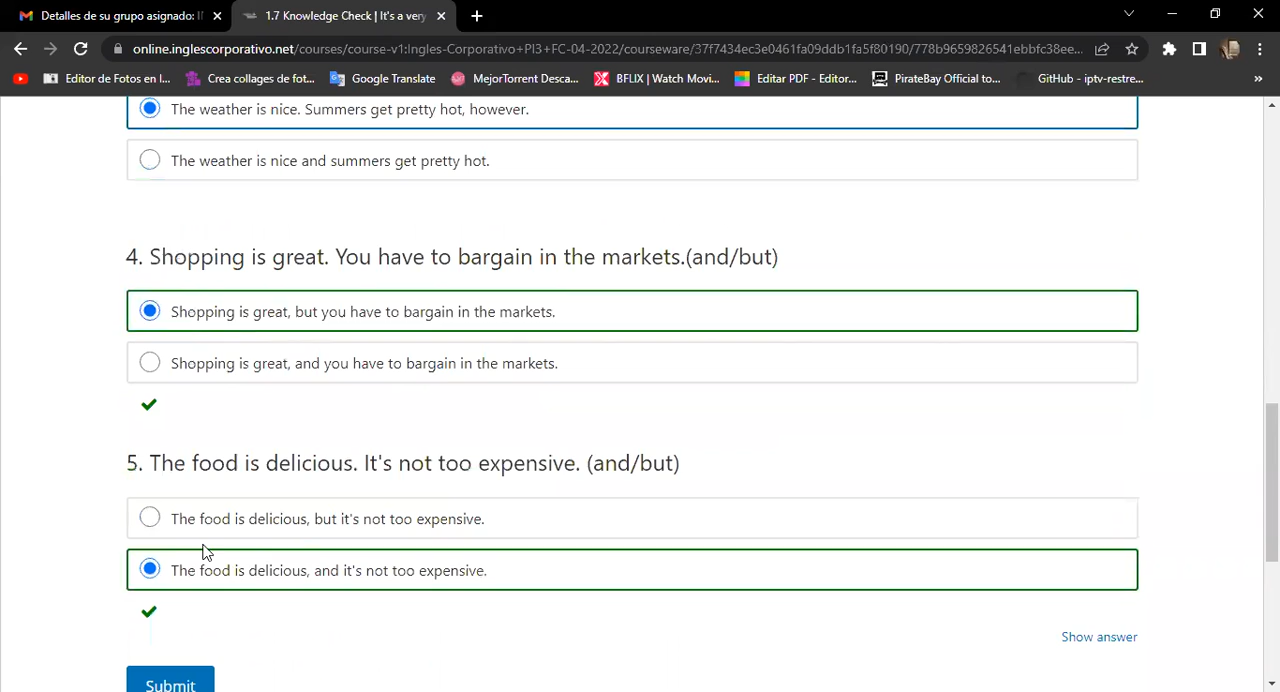 Detalles de su grupo asignado: I
1.7 Knowledge Check | It's a very
online.inglescorporativo.net/courses/course-v1:Ingles-Corporativo+PI3+FC-04-2022/courseware/37f7434ec3e0461fa09ddb1fa5f80190/778b9659826541ebbfc38ee...
Editor de Fotos en l...
Crea collages de fot...
Google Translate
MejorTorrent Desca...
BFLIX | Watch Movi...
Editar PDF - Editor...
PirateBay Official to...
GitHub - iptv-restre...
The weather is nice. Summers get pretty hot, however.
The weather is nice and summers get pretty hot.
4. Shopping is great. You have to bargain in the markets.(and/but)
Shopping is great, but you have to bargain in the markets.
Shopping is great, and you have to bargain in the markets.
5. The food is delicious. It's not too expensive. (and/but)
The food is delicious, but it's not too expensive.
The food is delicious, and it's not too expensive.
Show answer
Submit